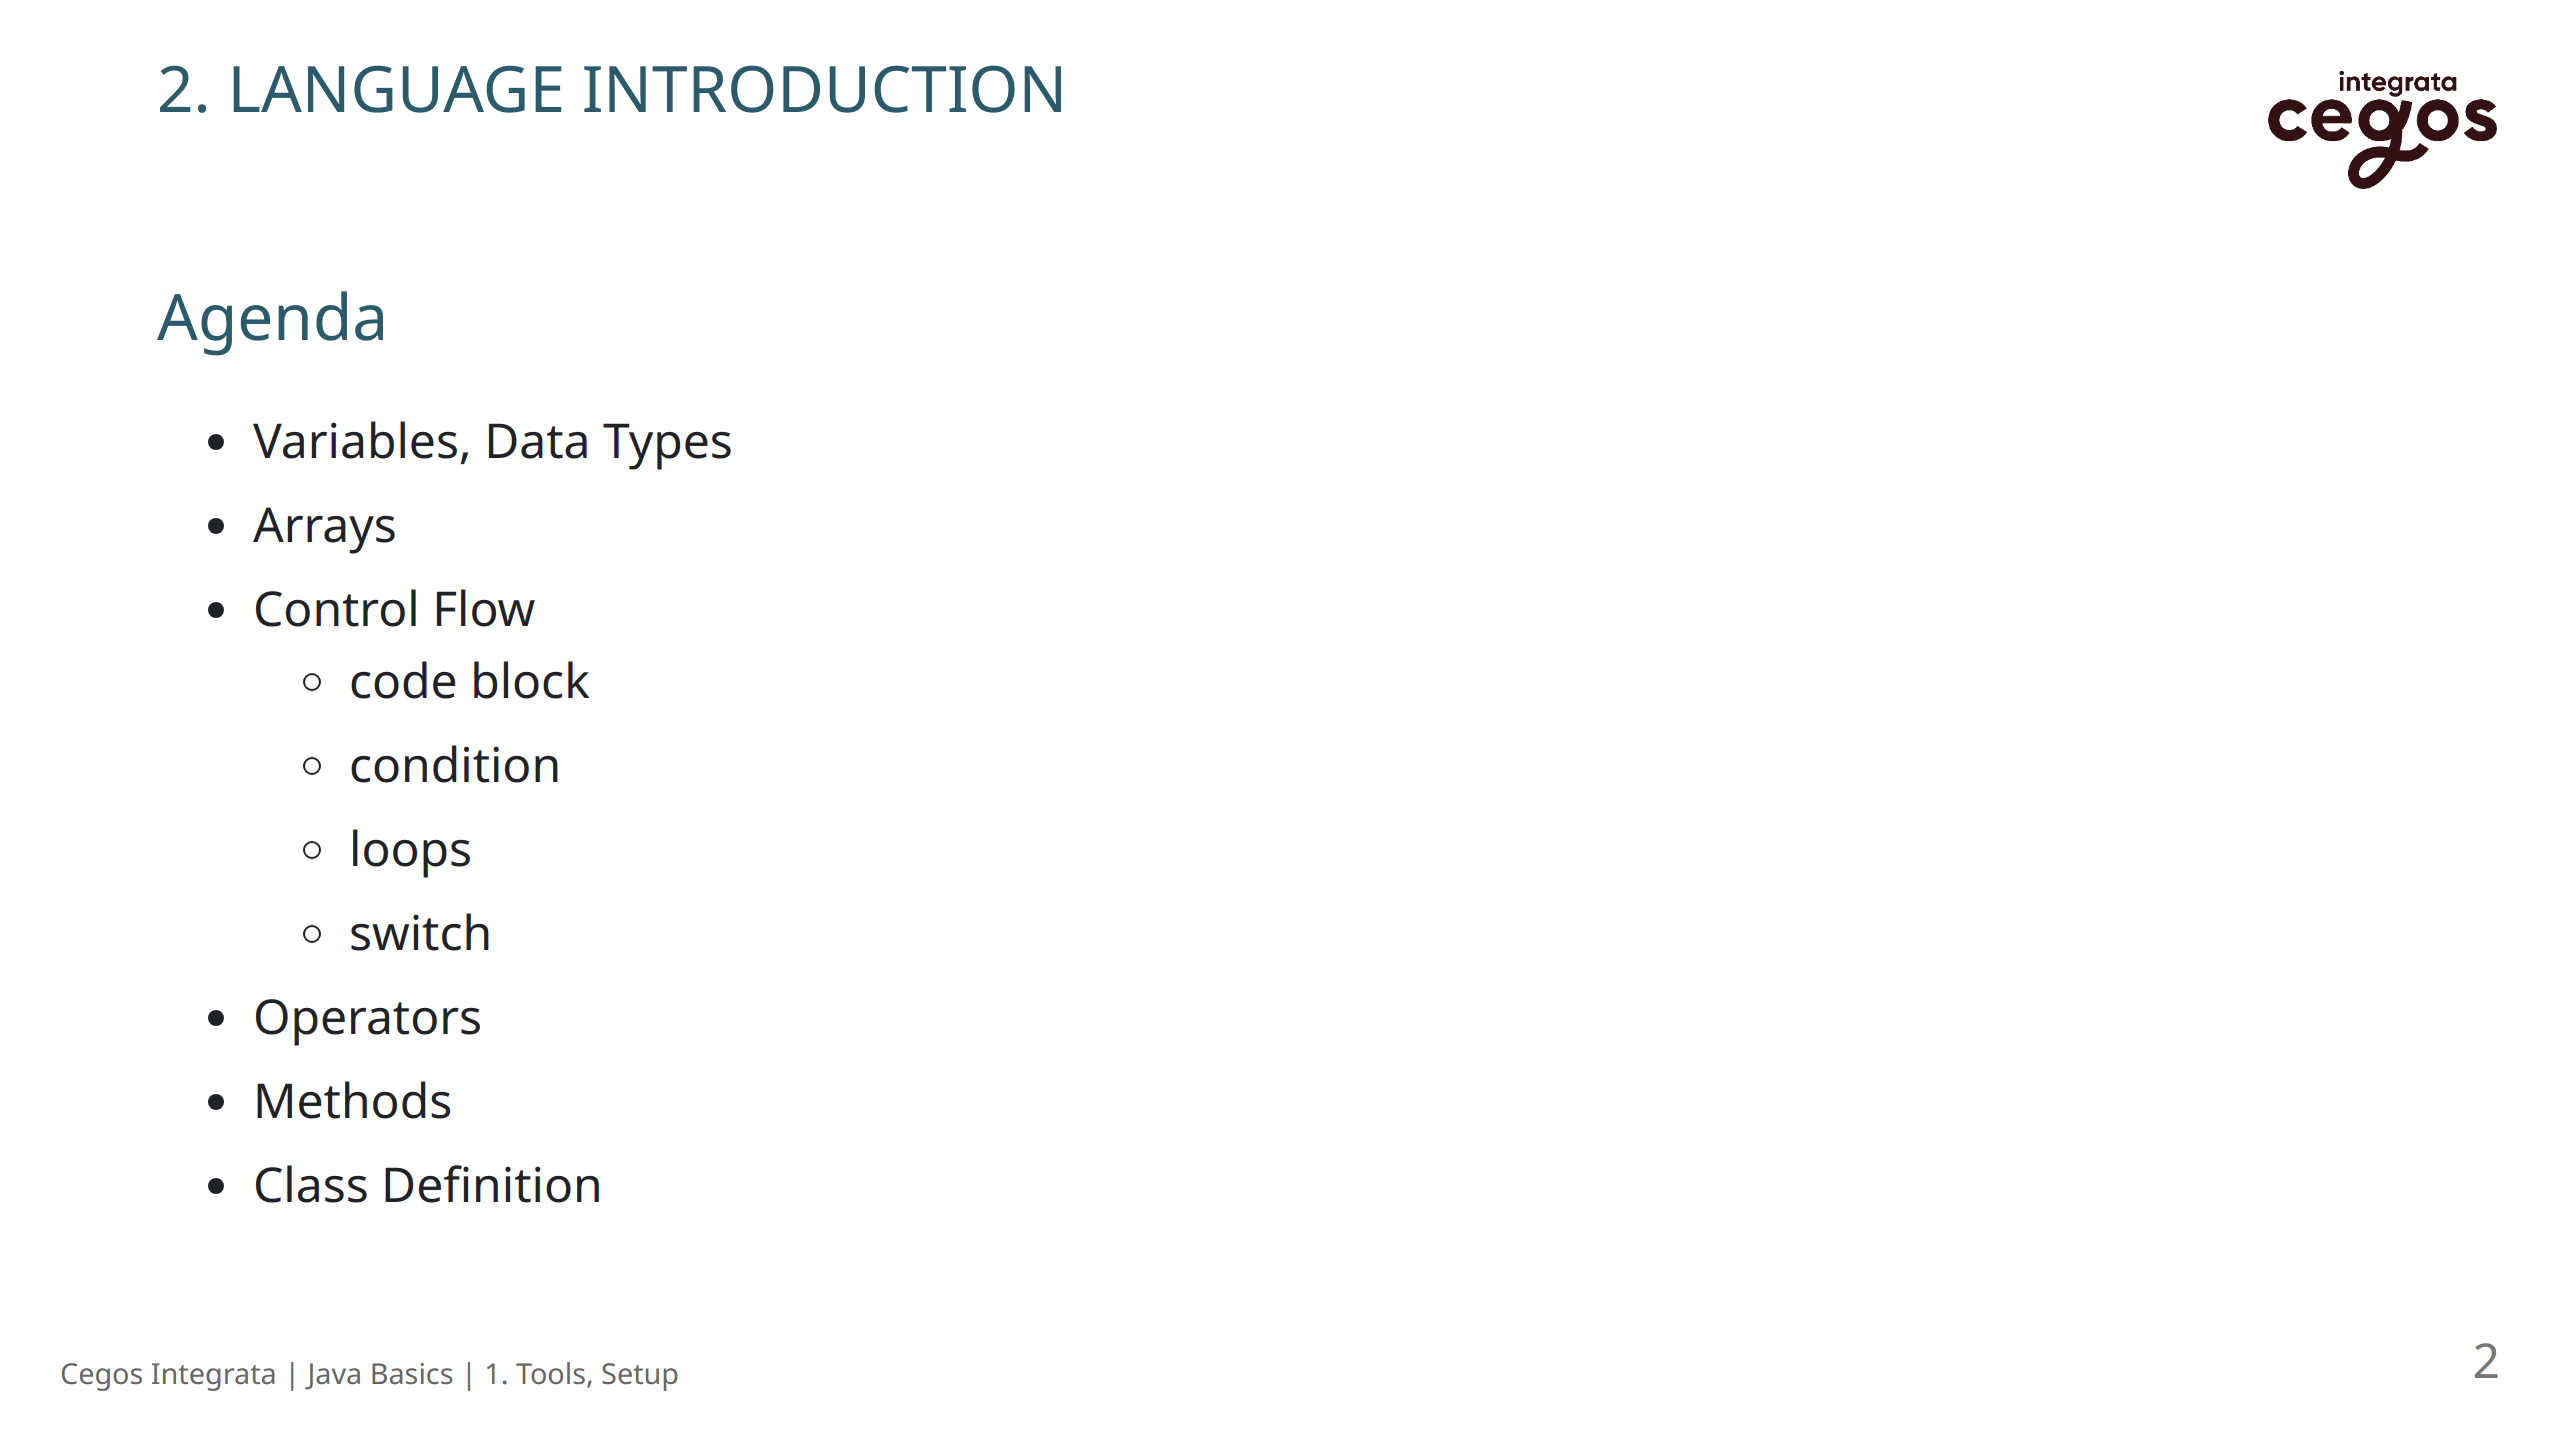 2. LANGUAGE INTRODUCTION
integrata
cegos
Agenda
Variables, Data Types
Arrays
Control Flow
code block
condition
loops
switch
Operators
Methods
Class Definition
Cegos Integrata | Java Basics | 1. Tools, Setup
2